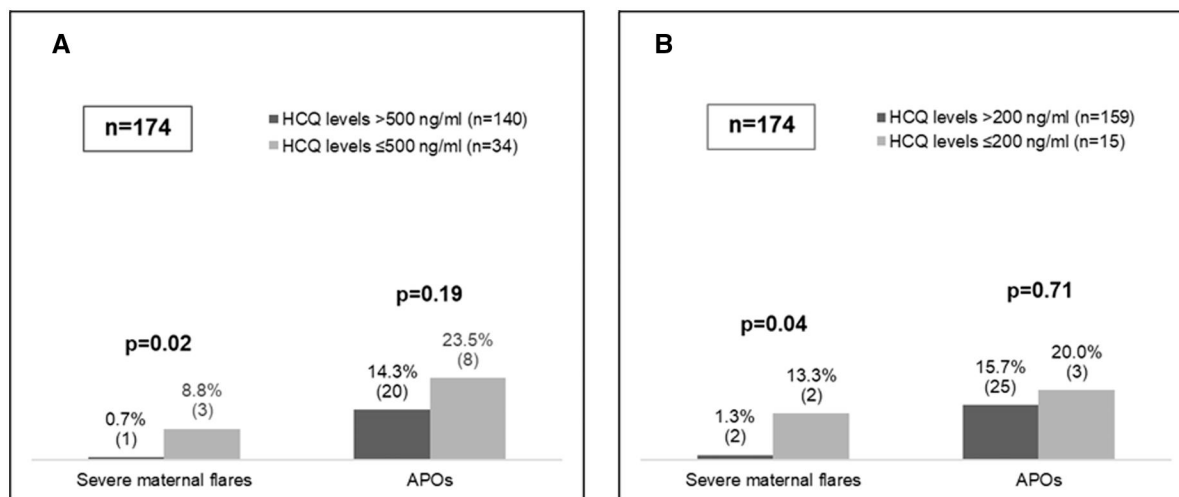 A
n=174
HCQ levels >500 ng/ml (n=140)
HCQ levels ≤500 ng/ml (n=34)
p=0.02
p=0.19
0.7%
(1)
8.8%
(3)
14.3%
(20)
23.5%
(8)
Severe maternal flares
APOs
B
n=174
HCQ levels >200 ng/ml (n=159)
HCQ levels ≤200 ng/ml (n=15)
p=0.04
p=0.71
1.3%
(2)
13.3%
(2)
15.7%
(25)
20.0%
(3)
Severe maternal flares
APOs